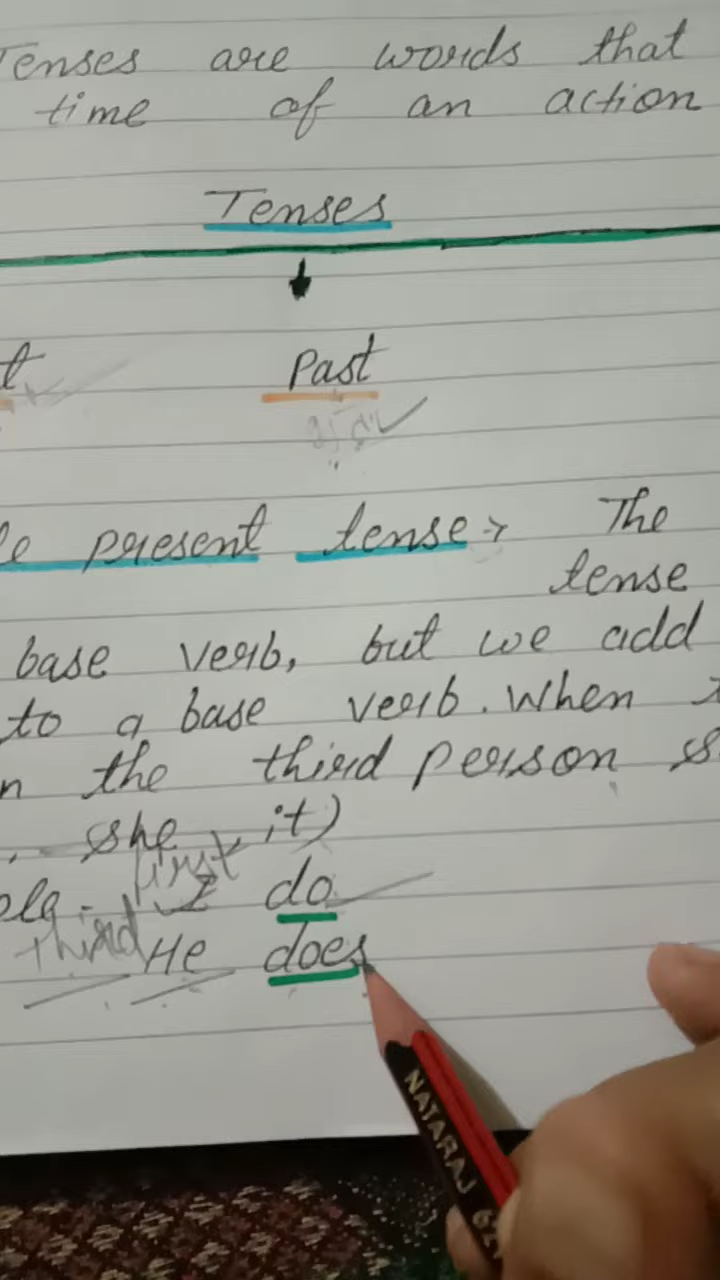 Tenses are words that
time of an action
Tenses
Past
present tense → The
tense
base verb, but we add
to a base verb. When
the third person
she, it)
first I do
third He does
NATARAJ 621